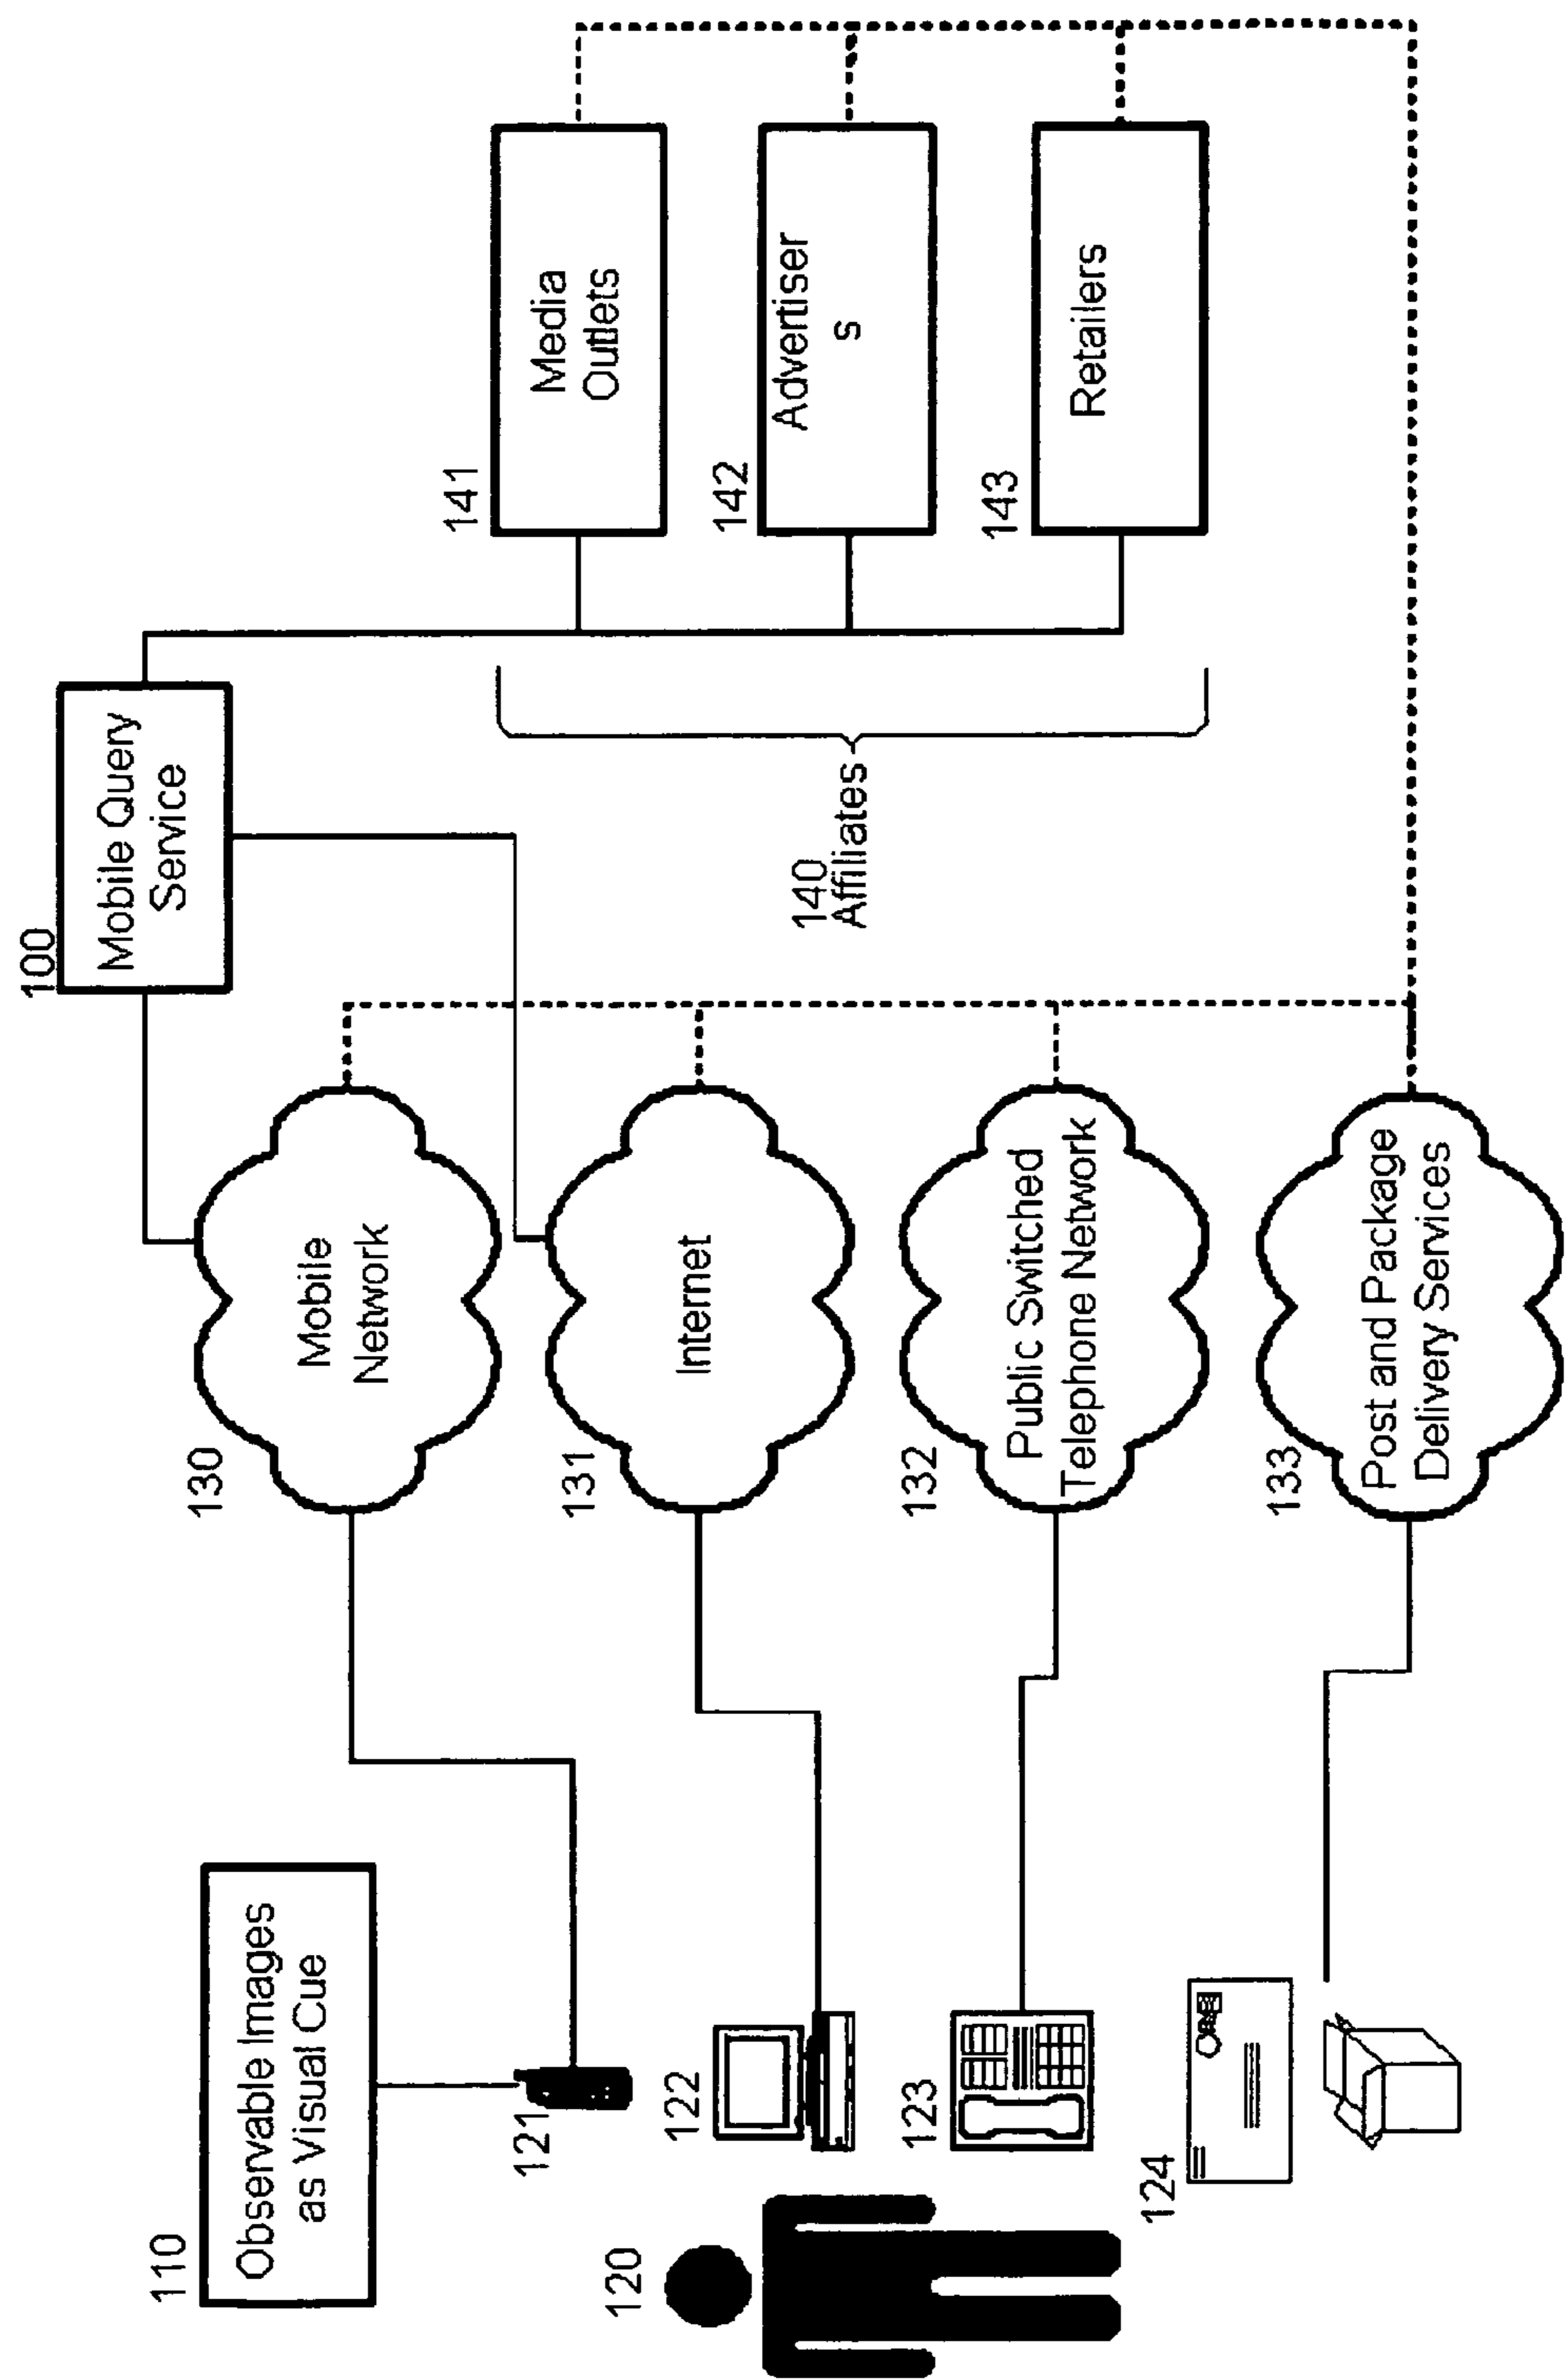 110
Observable Images
as Visual Cue
120
121
122
123
124
130
Mobile
Network
131
Internet
132
Public Switched
Telephone Network
133
Post and Package
Delivery Services
100
Mobile Query
Service
140
Affiliates
141
Media
Outlets
142
Advertiser
s
143
Retailers